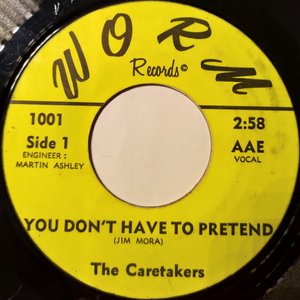 WORM
Records©
1001
2:58
Side 1
AAE
ENGINEER:
VOCAL
MARTIN ASHLEY
YOU DON'T HAVE TO PRETEND
(JIM MORA)
The Caretakers